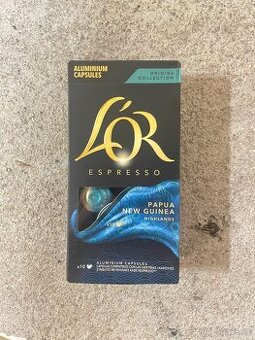 ALUMINIUM
CAPSULES
ORIGINS
COLLECTION
L'OR
ESPRESSO
PAPUA
NEW GUINEA
HIGHLANDS
x10
ALUMINIUM CAPSULES